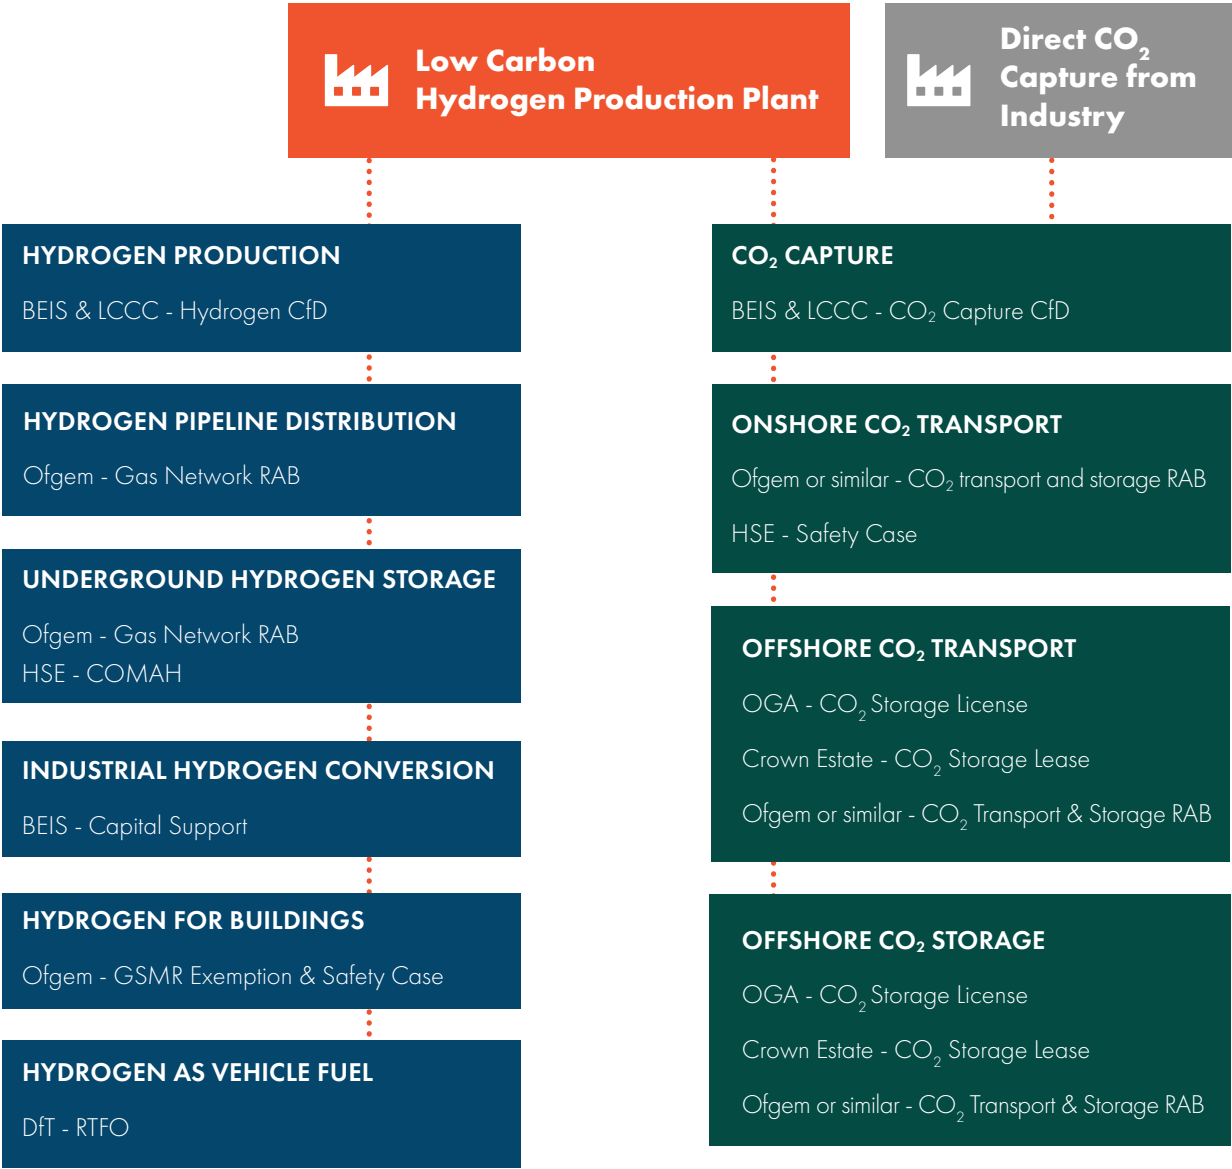 Low Carbon
Hydrogen Production Plant
Direct CO₂
Capture from
Industry
HYDROGEN PRODUCTION
BEIS & LCCC - Hydrogen CfD
HYDROGEN PIPELINE DISTRIBUTION
Ofgem - Gas Network RAB
UNDERGROUND HYDROGEN STORAGE
Ofgem - Gas Network RAB
HSE - COMAH
INDUSTRIAL HYDROGEN CONVERSION
BEIS - Capital Support
HYDROGEN FOR BUILDINGS
Ofgem - GSMR Exemption & Safety Case
HYDROGEN AS VEHICLE FUEL
DfT - RTFO
CO₂ CAPTURE
BEIS & LCCC - CO₂ Capture CfD
ONSHORE CO₂ TRANSPORT
Ofgem or similar - CO₂ transport and storage RAB
HSE - Safety Case
OFFSHORE CO₂ TRANSPORT
OGA - CO₂ Storage License
Crown Estate - CO₂ Storage Lease
Ofgem or similar - CO₂ Transport & Storage RAB
OFFSHORE CO₂ STORAGE
OGA - CO₂ Storage License
Crown Estate - CO₂ Storage Lease
Ofgem or similar - CO₂ Transport & Storage RAB